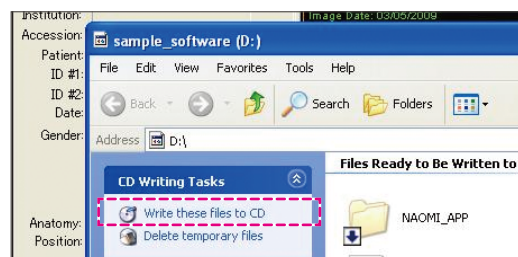 Institution:
Image Date: 03/05/2009
Accession:
sample_software (D:)
Patient:
File Edit View Favorites Tools Help
ID #1:
ID #2:
Back Search Folders
Date:
Gender:
Address D:\
Files Ready to Be Written to
CD Writing Tasks
Write these files to CD
NAOMI_APP
Anatomy:
Delete temporary files
Position: